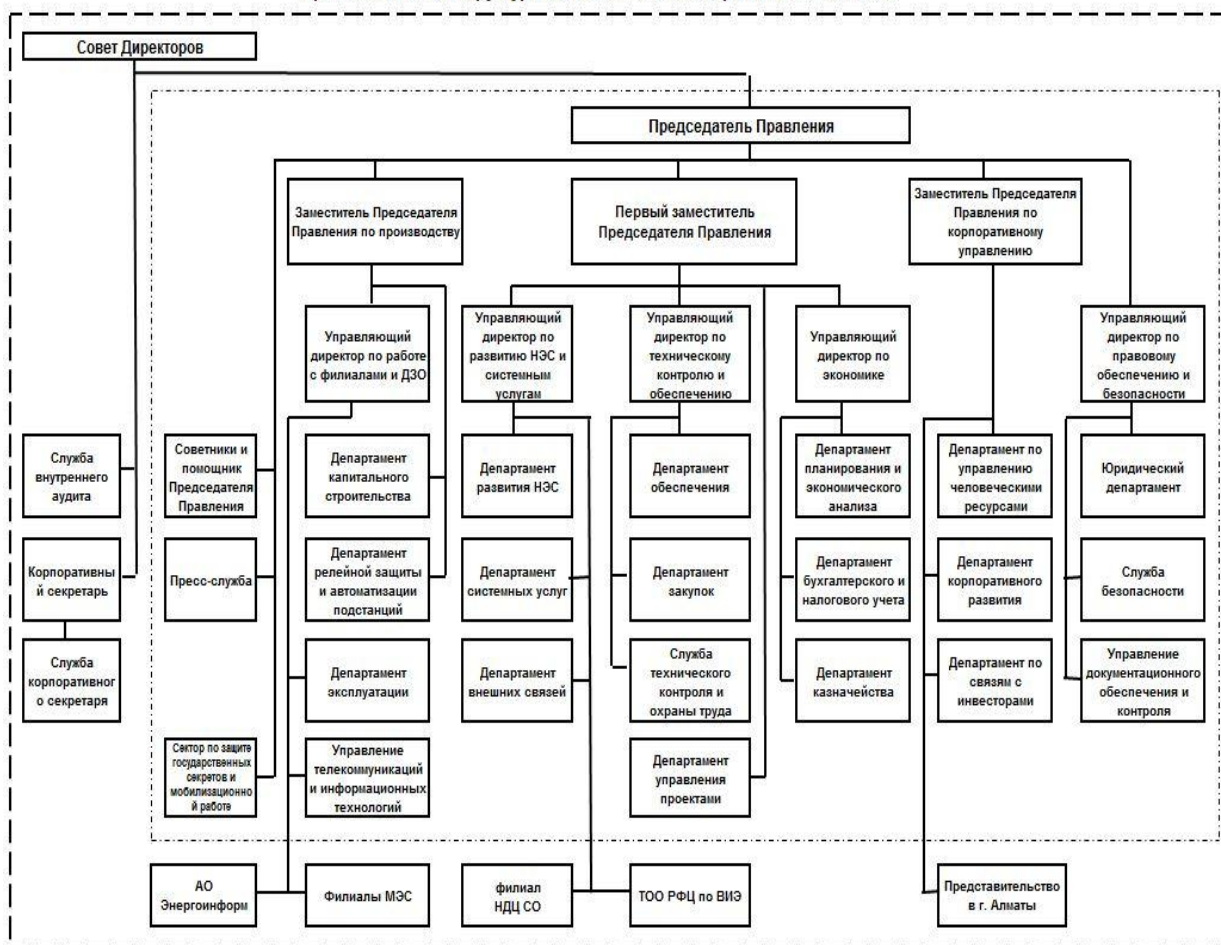 Совет Директоров
Председатель Правления
Заместитель Председателя
Правления по производству
Первый заместитель
Председателя Правления
Заместитель Председателя
Правления по
корпоративному
управлению
Управляющий
директор по работе
с филиалами и ДЗО
Управляющий
директор по
развитию НЭС и
системным
услугам
Управляющий
директор по
техническому
контролю и
обеспечению
Управляющий
директор по
экономике
Управляющий
директор по
правовому
обеспечению и
безопасности
Служба
внутреннего
аудита
Советники и
помощник
Председателя
Правления
Департамент
капитального
строительства
Департамент
развития НЭС
Департамент
обеспечения
Департамент
планирования и
экономического
анализа
Департамент по
управлению
человеческими
ресурсами
Юридический
департамент
Корпоративны
й секретарь
Пресс-служба
Департамент
релейной защиты
и автоматизации
подстанций
Департамент
системных услуг
Департамент
закупок
Департамент
бухгалтерского и
налогового учета
Департамент
корпоративного
развития
Служба
безопасности
Служба
корпоративног
о секретаря
Департамент
эксплуатации
Департамент
внешних связей
Служба
технического
контроля и
охраны труда
Департамент
казначейства
Департамент по
связям с
инвесторами
Управление
документационного
обеспечения и
контроля
Сектор по защите
государственных
секретов и
мобилизационно
й работе
Управление
телекоммуникаций
и информационных
технологий
Департамент
управления
проектами
АО
Энергоинформ
Филиалы МЭС
филиал
НДЦ СО
ТОО РФЦ по ВИЭ
Представительство
в г. Алматы